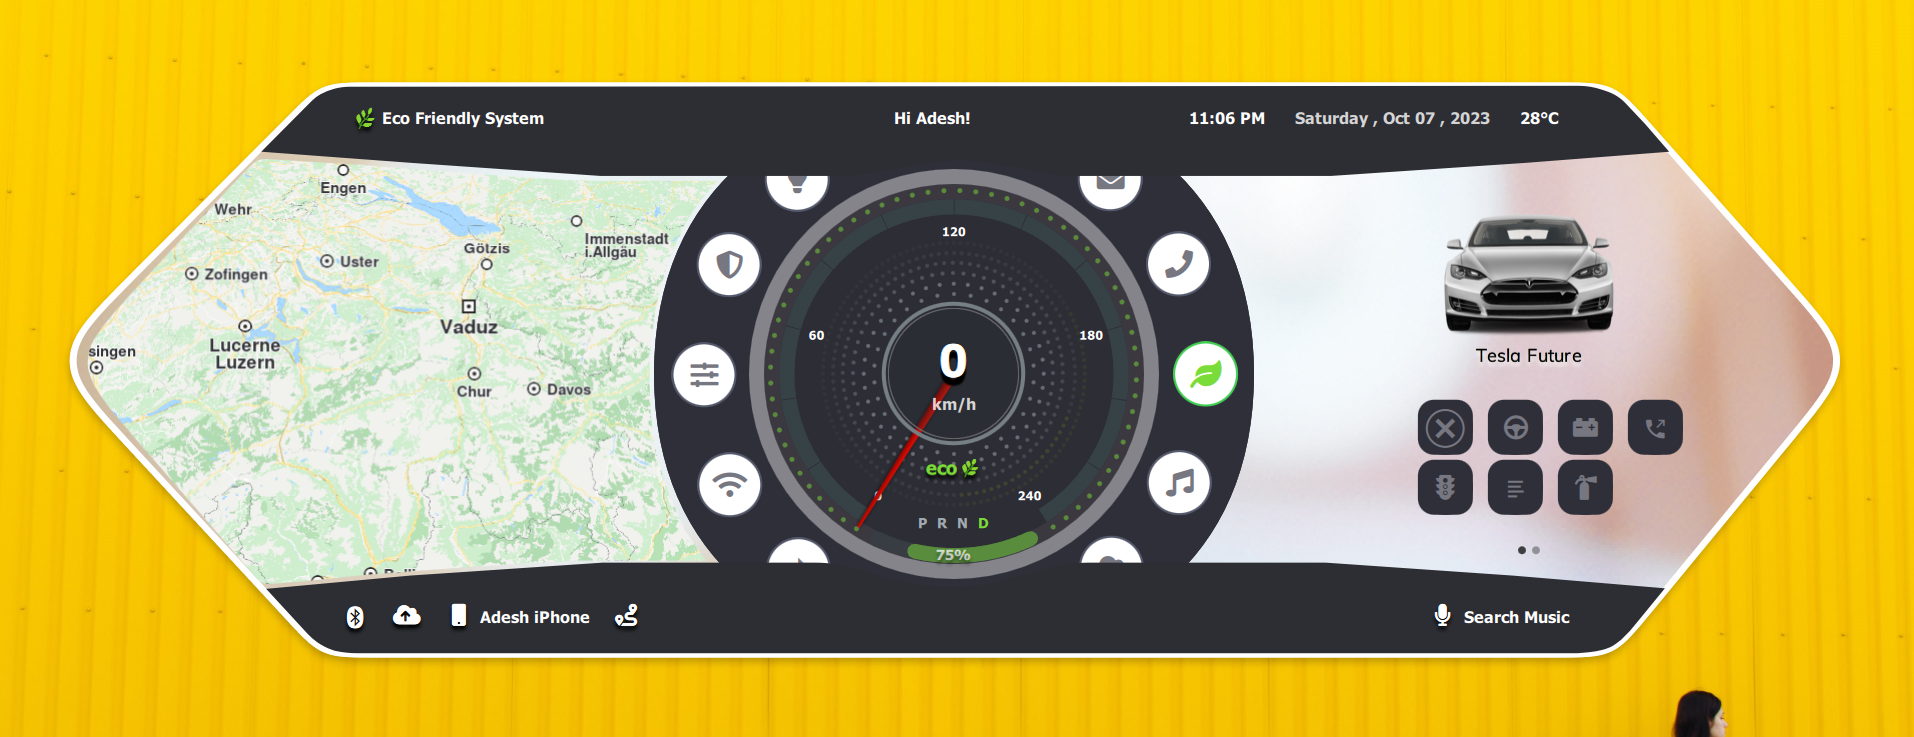 Eco Friendly System
Hi Adesh!
11:06 PM
Saturday , Oct 07 , 2023
28°C
Engen
Wehr
Immenstadt
i.Allgäu
Götzis
Uster
Zofingen
Vaduz
Lucerne
Luzern
singen
Chur
Davos
120
60
180
0
km/h
eco
0
240
P R N D
75%
Tesla Future
Adesh iPhone
Search Music